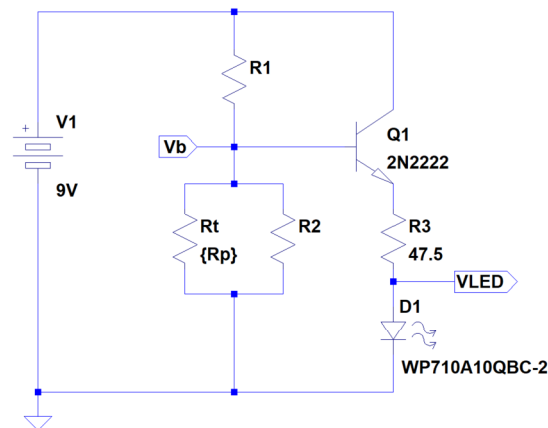 R1
V1
+
9V
Vb
Q1
2N2222
Rt
{Rp}
R2
R3
47.5
VLED
D1
WP710A10QBC-2